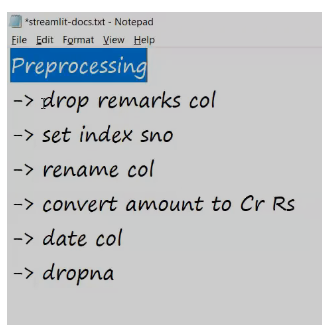 *streamlit-docs.txt - Notepad
File Edit Format View Help
Preprocessing
-> drop remarks col
-> set index sno
-> rename col
-> convert amount to Cr Rs
-> date col
-> dropna